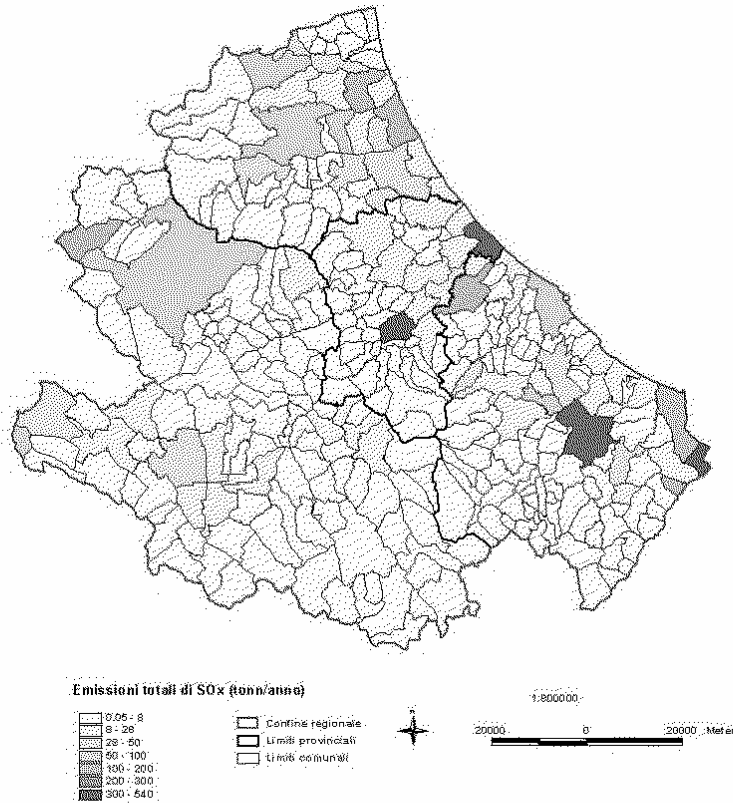 Emissioni totali di SOx (tonn/anno)
0.05 - 8
8 - 28
28 - 50
50 - 100
100 - 200
200 - 300
300 - 540
Confine regionale
Limiti provinciali
Limiti comunali
N
1:800000
20000 0 20000 Meter